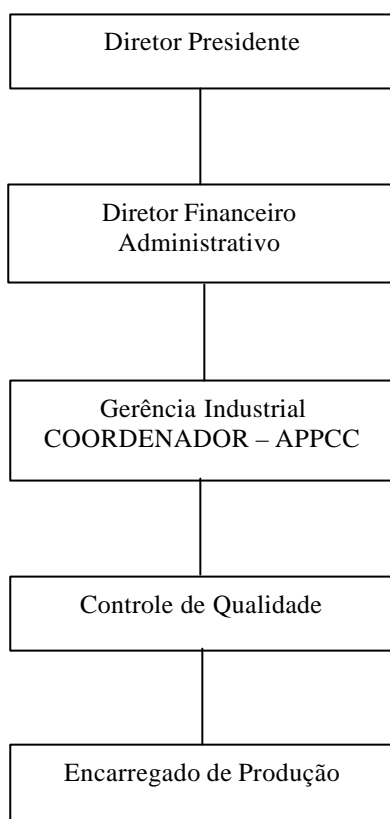 Diretor Presidente
Diretor Financeiro
Administrativo
Gerência Industrial
COORDENADOR – APPCC
Controle de Qualidade
Encarregado de Produção